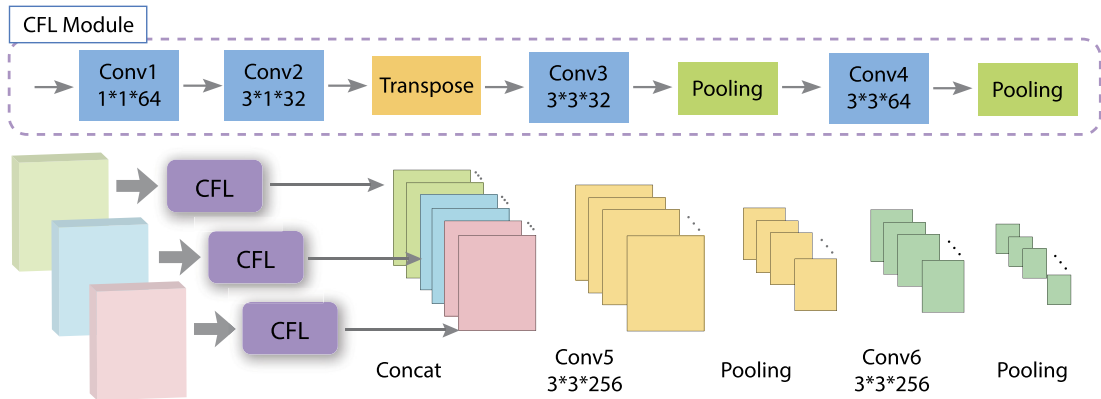 CFL Module
Conv1
1*1*64
Conv2
3*1*32
Transpose
Conv3
3*3*32
Pooling
Conv4
3*3*64
Pooling
CFL
CFL
CFL
Concat
Conv5
3*3*256
Pooling
Conv6
3*3*256
Pooling